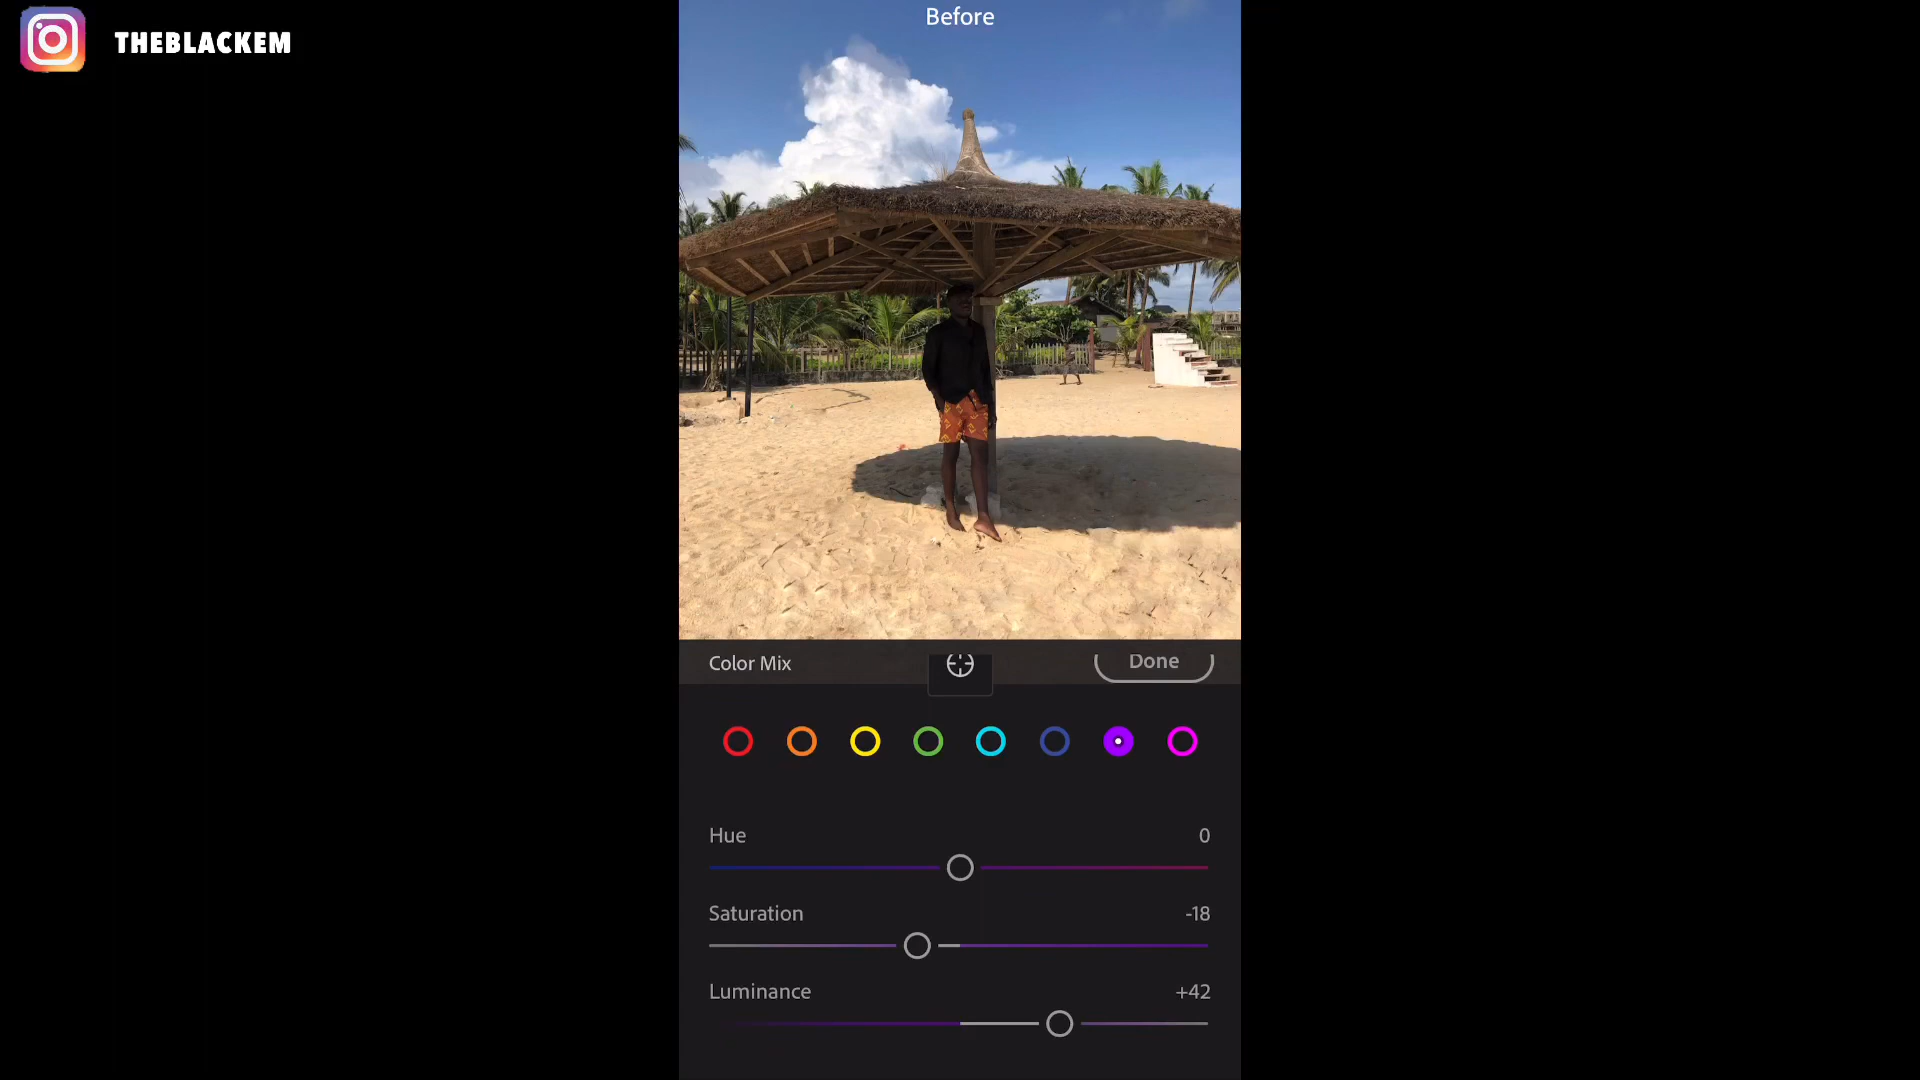 THEBLACKEM
Before
Color Mix
Done
Hue 0
Saturation -18
Luminance +42